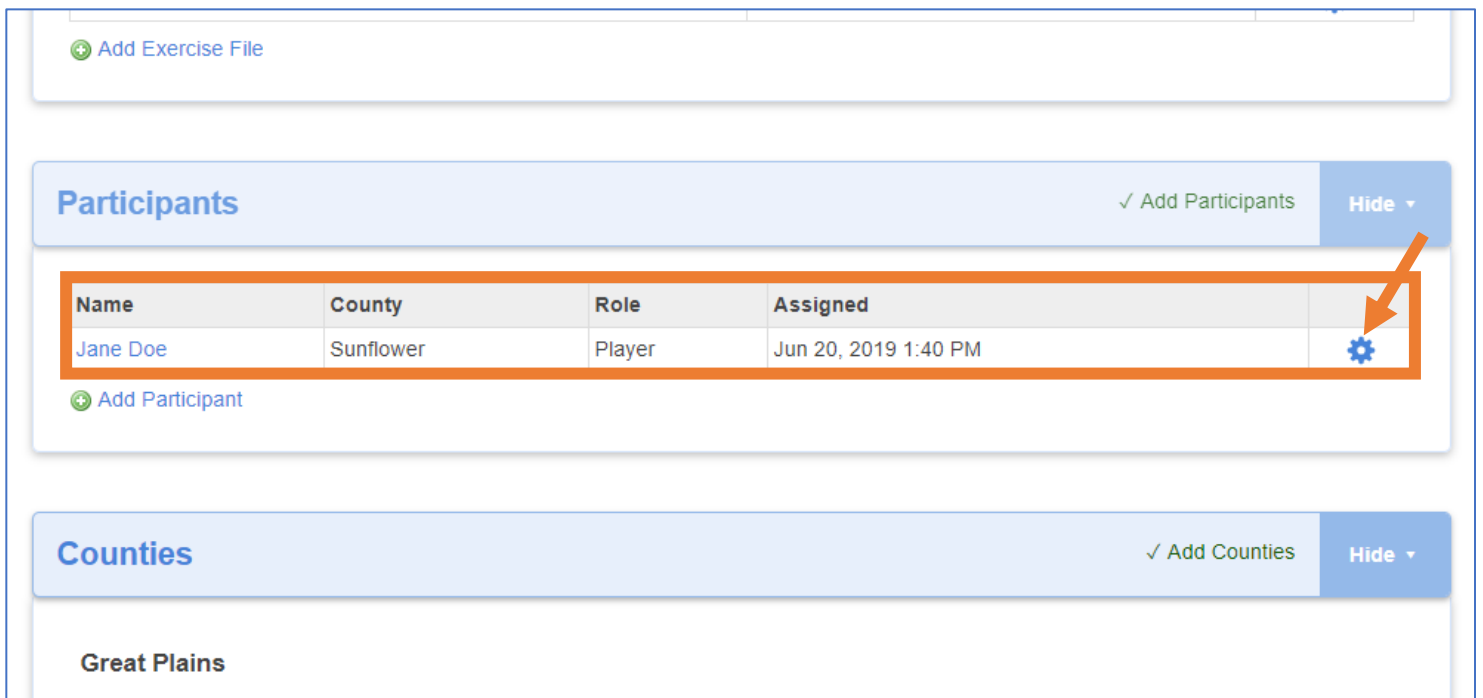 Add Exercise File
Participants ✓ Add Participants Hide
Name County Role Assigned
Jane Doe Sunflower Player Jun 20, 2019 1:40 PM
Add Participant
Counties ✓ Add Counties Hide
Great Plains